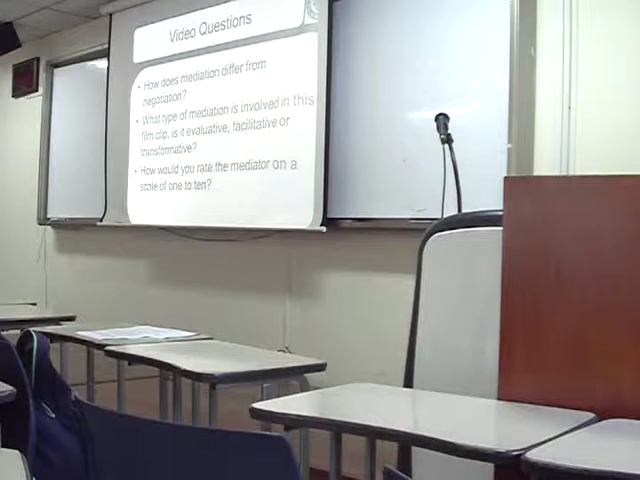 Video Questions
• How does mediation differ from
negotiation?
• What type of mediation is involved in this
film clip, is it evaluative, facilitative or
transformative?
• How would you rate the mediator on a
scale of one to ten?